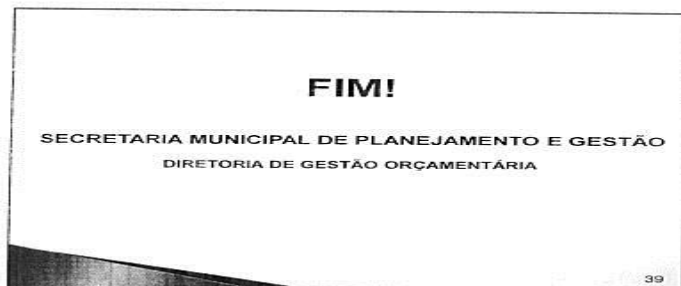 FIM!
SECRETARIA MUNICIPAL DE PLANEJAMENTO E GESTÃO
DIRETORIA DE GESTÃO ORÇAMENTÁRIA
39